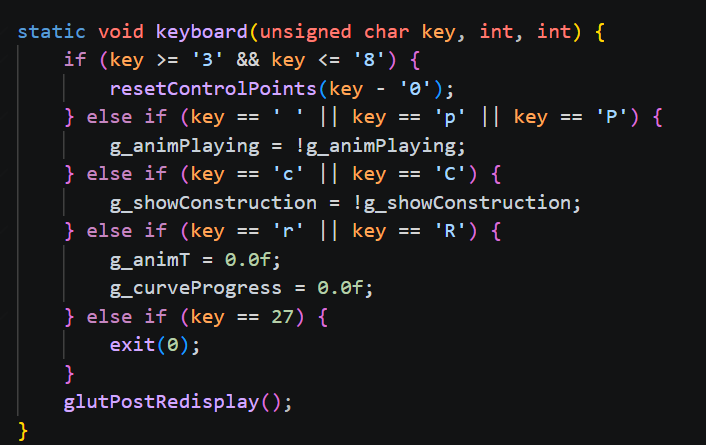 static void keyboard(unsigned char key, int, int) {
    if (key >= '3' && key <= '8') {
        resetControlPoints(key - '0');
    } else if (key == ' ' || key == 'p' || key == 'P') {
        g_animPlaying = !g_animPlaying;
    } else if (key == 'c' || key == 'C') {
        g_showConstruction = !g_showConstruction;
    } else if (key == 'r' || key == 'R') {
        g_animT = 0.0f;
        g_curveProgress = 0.0f;
    } else if (key == 27) {
        exit(0);
    }
    glutPostRedisplay();
}